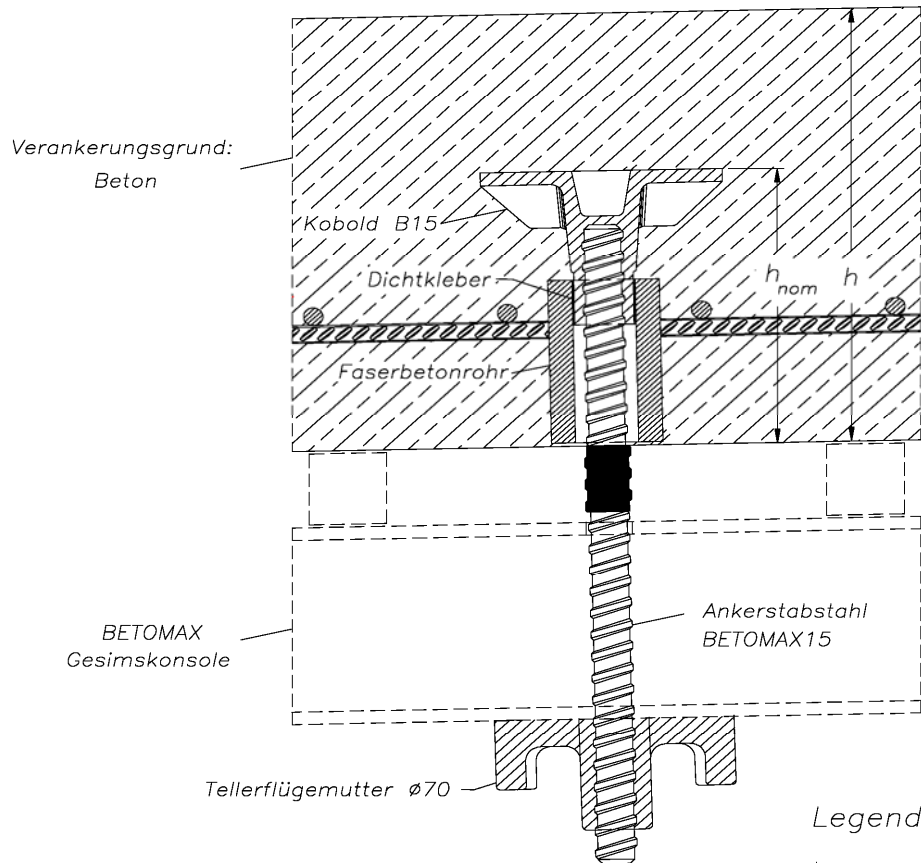 Verankerungsgrund:
Beton
Kobold B15
Dichtkleber
h nom
h
Faserbetonrohr
BETOMAX
Gesimskonsole
Ankerstabstahl
BETOMAX15
Tellerflügemutter ø70
Legend